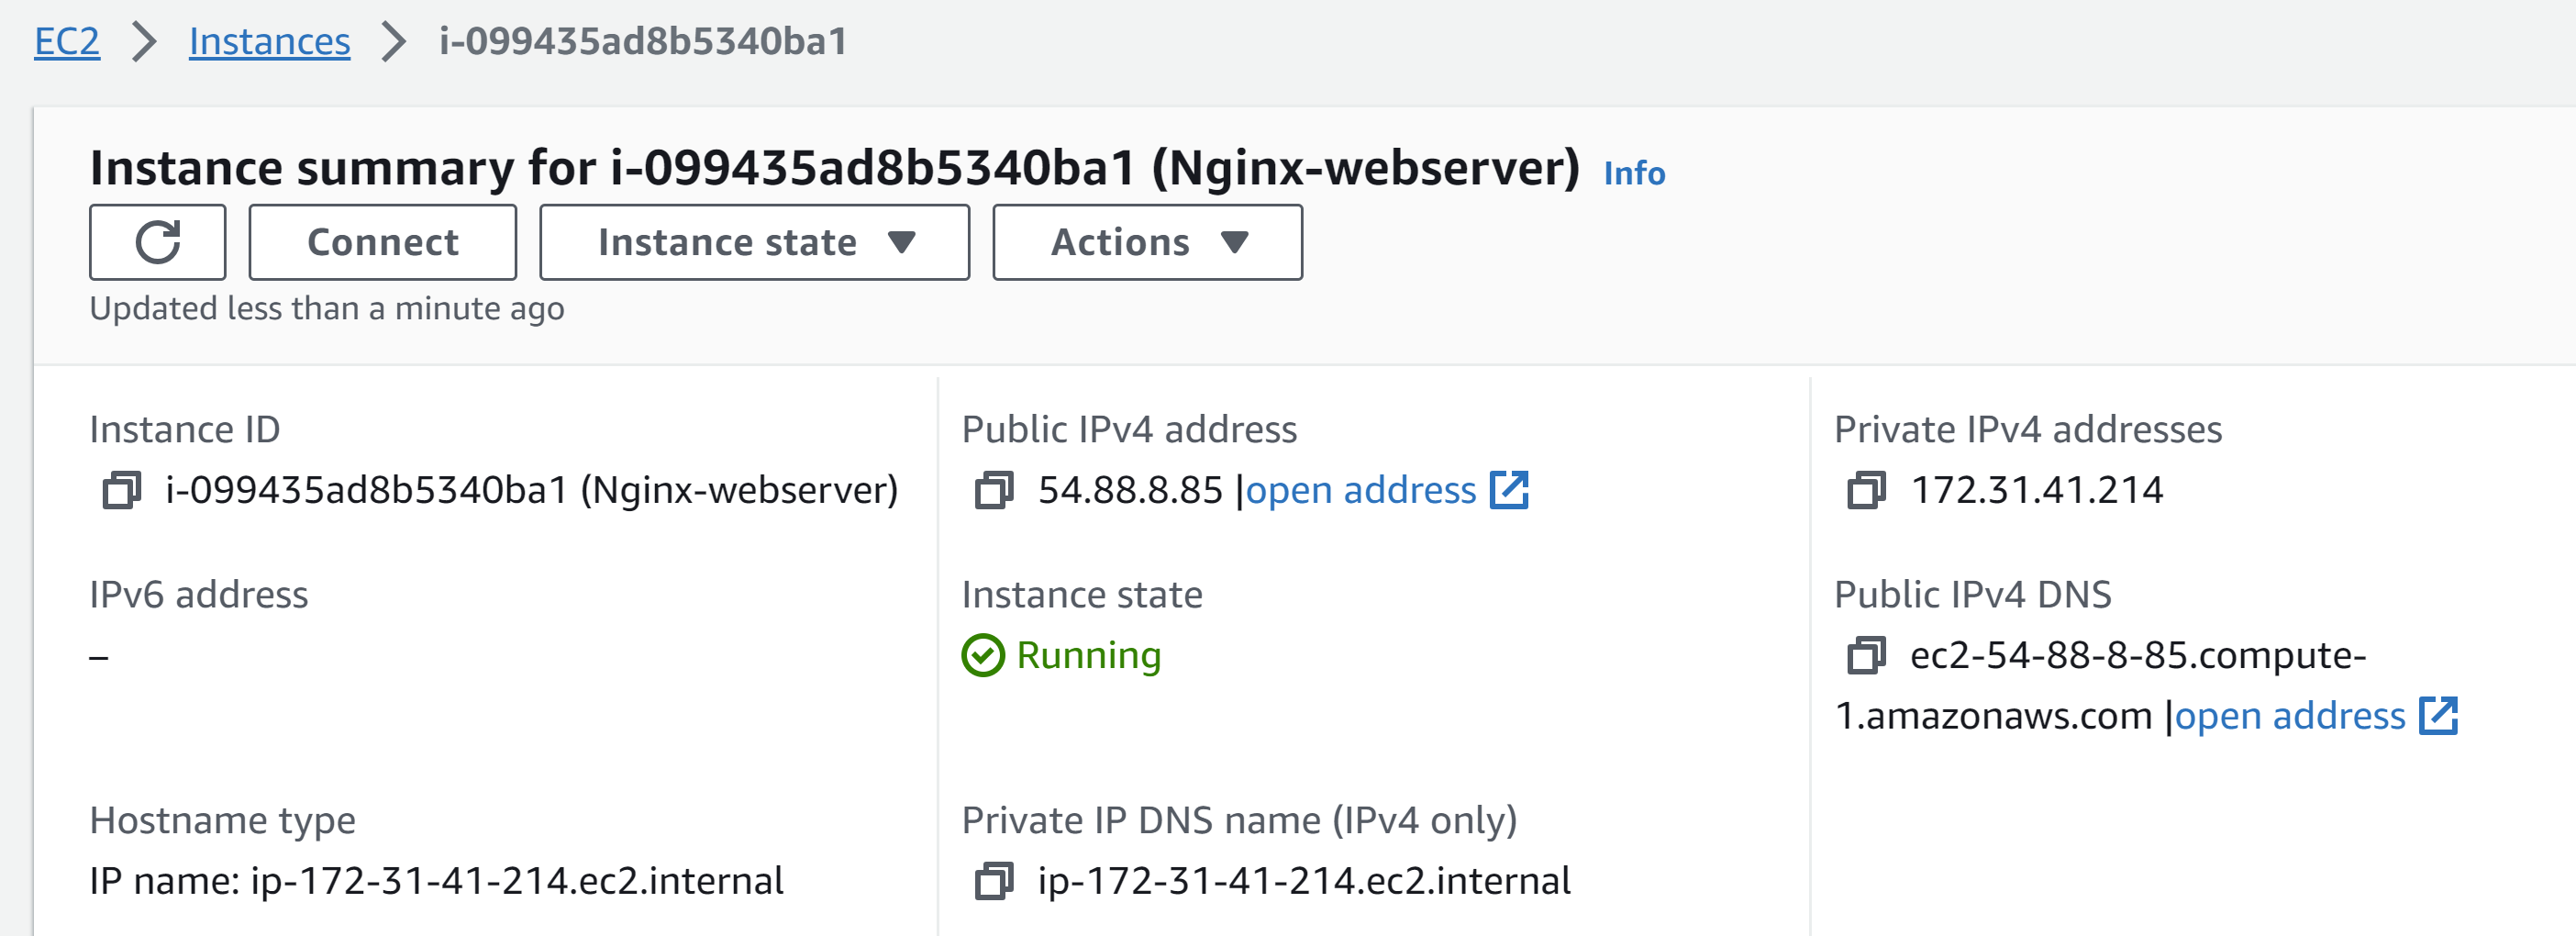 EC2 > Instances > i-099435ad8b5340ba1
Instance summary for i-099435ad8b5340ba1 (Nginx-webserver) Info
Connect Instance state Actions
Updated less than a minute ago
Instance ID
i-099435ad8b5340ba1 (Nginx-webserver)
Public IPv4 address
54.88.8.85 |open address
Private IPv4 addresses
172.31.41.214
IPv6 address
–
Instance state
Running
Public IPv4 DNS
ec2-54-88-8-85.compute-
1.amazonaws.com |open address
Hostname type
IP name: ip-172-31-41-214.ec2.internal
Private IP DNS name (IPv4 only)
ip-172-31-41-214.ec2.internal